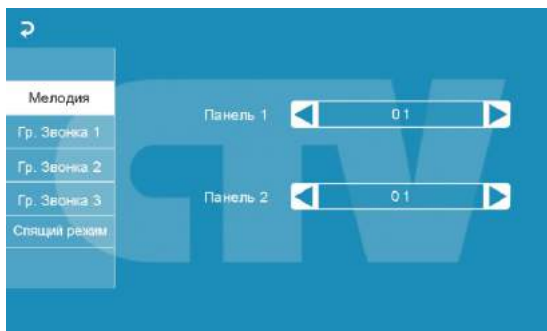 Мелодия
Гр. Звонка 1
Гр. Звонка 2
Гр. Звонка 3
Спящий режим
Панель 1 01
Панель 2 01
CTV